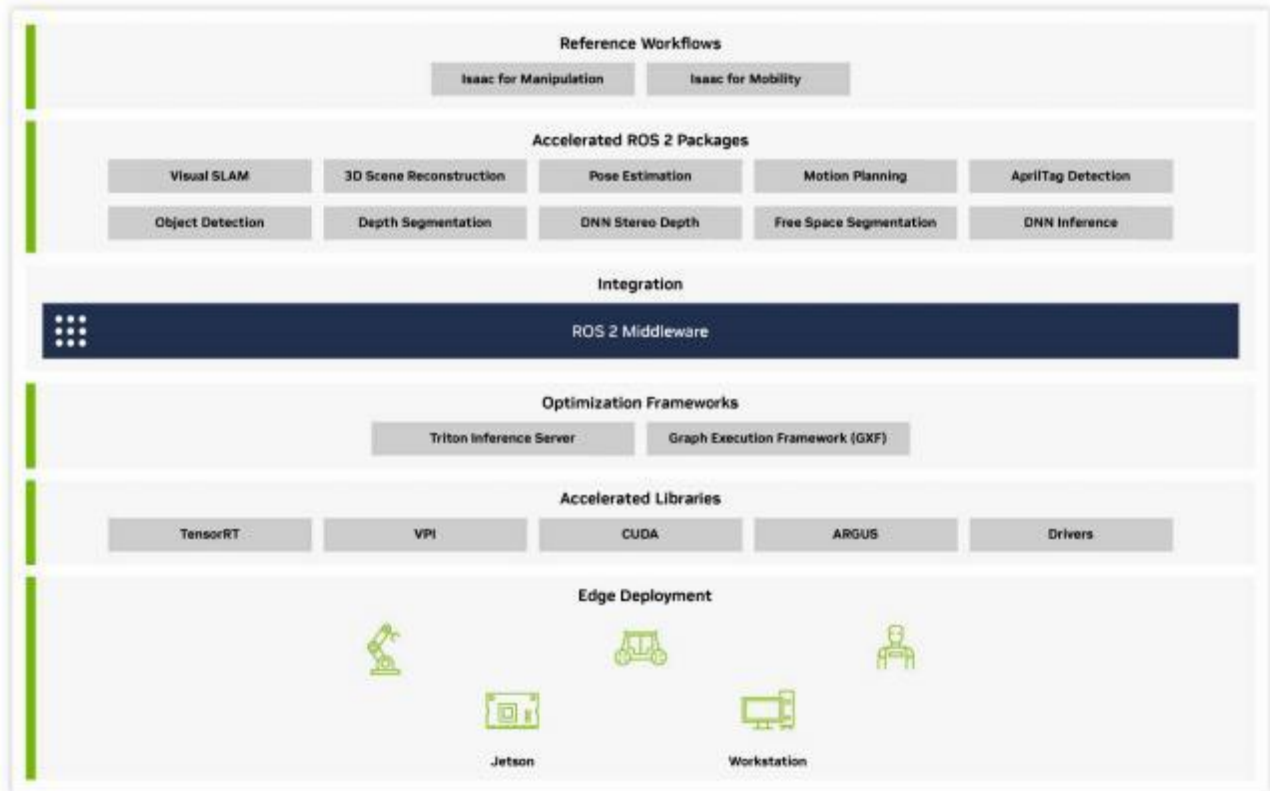 Reference Workflows
Isaac for Manipulation
Isaac for Mobility
Accelerated ROS 2 Packages
Visual SLAM
3D Scene Reconstruction
Pose Estimation
Motion Planning
AprilTag Detection
Object Detection
Depth Segmentation
DNN Stereo Depth
Free Space Segmentation
DNN Inference
Integration
ROS 2 Middleware
Optimization Frameworks
Triton Inference Server
Graph Execution Framework (GXF)
Accelerated Libraries
TensorRT
VPI
CUDA
ARGUS
Drivers
Edge Deployment
Jetson
Workstation